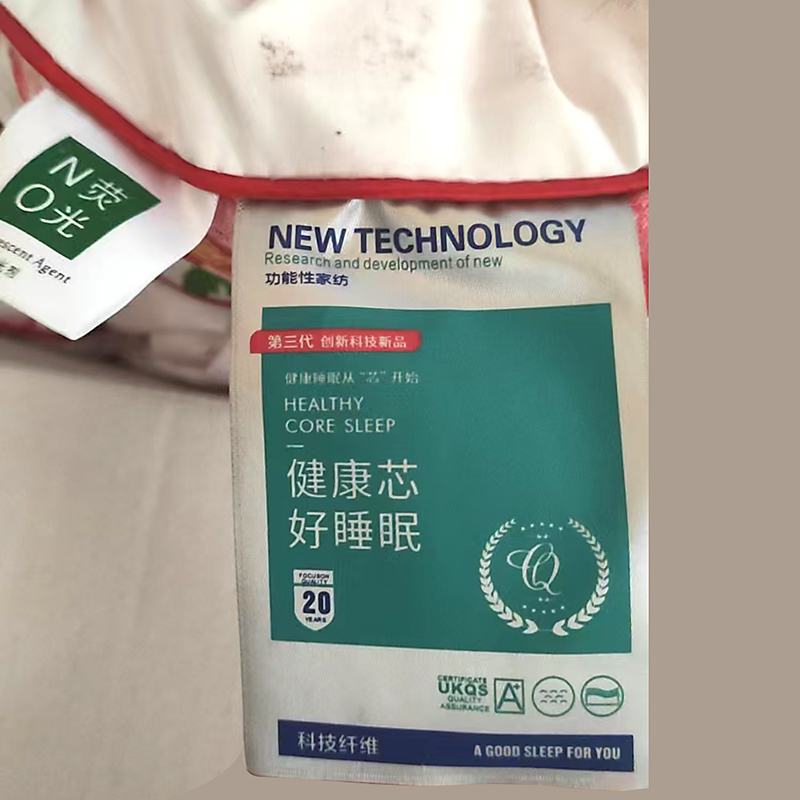 N荧
O光
escent Agent
NEW TECHNOLOGY
Research and development of new
功能性家纺
第三代 创新科技新品
健康睡眠从“芯”开始
HEALTHY
CORE SLEEP
健康芯
好睡眠
FOCUSON
QUALITY
20
YEARS
Q
CERTIFICATE
UKQS
QUALITY
ASSURANCE
A+
科技纤维
A GOOD SLEEP FOR YOU